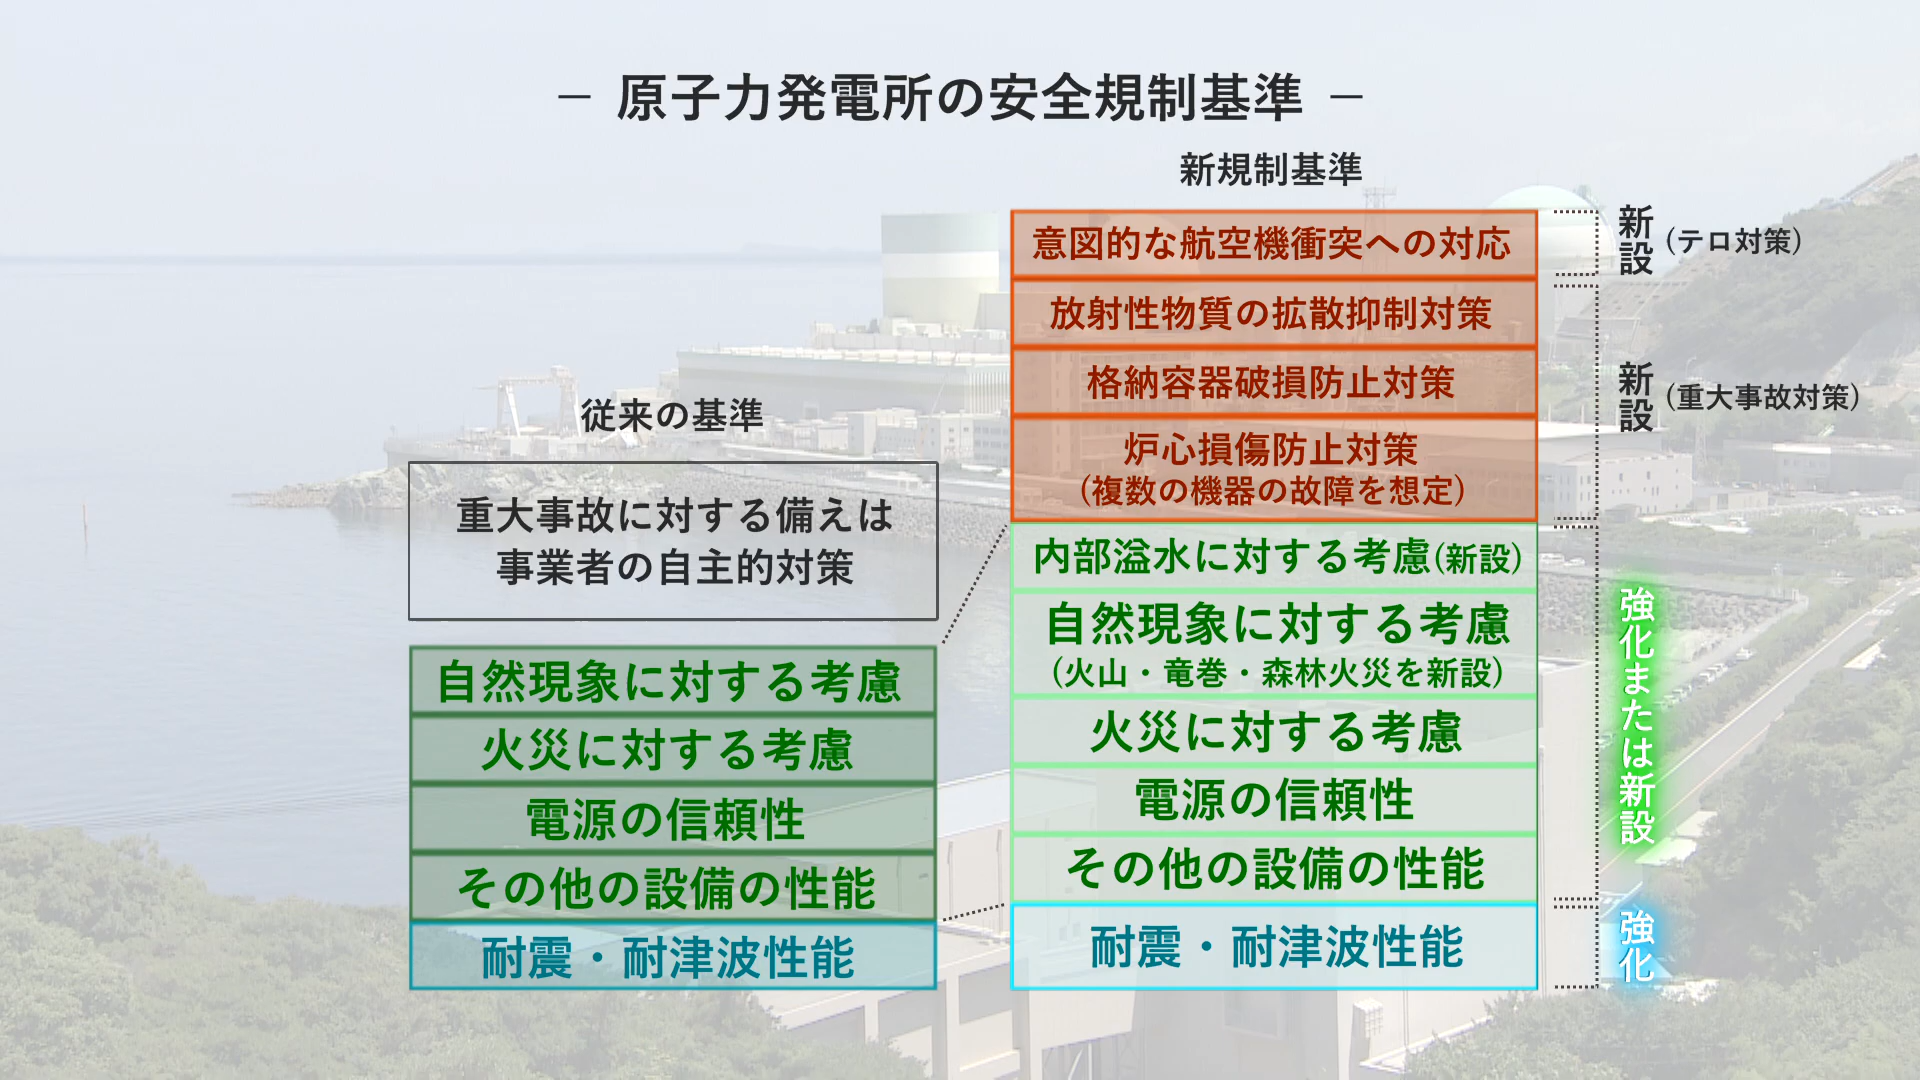 ― 原子力発電所の安全規制基準 ―
新規制基準
意図的な航空機衝突への対応
放射性物質の拡散抑制対策
格納容器破損防止対策
炉心損傷防止対策
(複数の機器の故障を想定)
内部溢水に対する考慮(新設)
自然現象に対する考慮
(火山・竜巻・森林火災を新設)
火災に対する考慮
電源の信頼性
その他の設備の性能
耐震・耐津波性能
新設 (テロ対策)
新設 (重大事故対策)
強化または新設
強化
従来の基準
重大事故に対する備えは
事業者の自主的対策
自然現象に対する考慮
火災に対する考慮
電源の信頼性
その他の設備の性能
耐震・耐津波性能